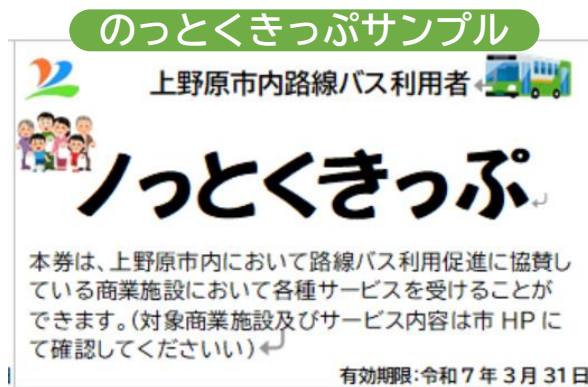 のっとくきっぷサンプル
上野原市内路線バス利用者
ノっとくきっぷ
本券は、上野原市内において路線バス利用促進に協賛し
ている商業施設において各種サービスを受けることが
できます。(対象商業施設及びサービス内容は市 HP に
て確認してくださいい)
有効期限:令和 7 年 3 月 31 日